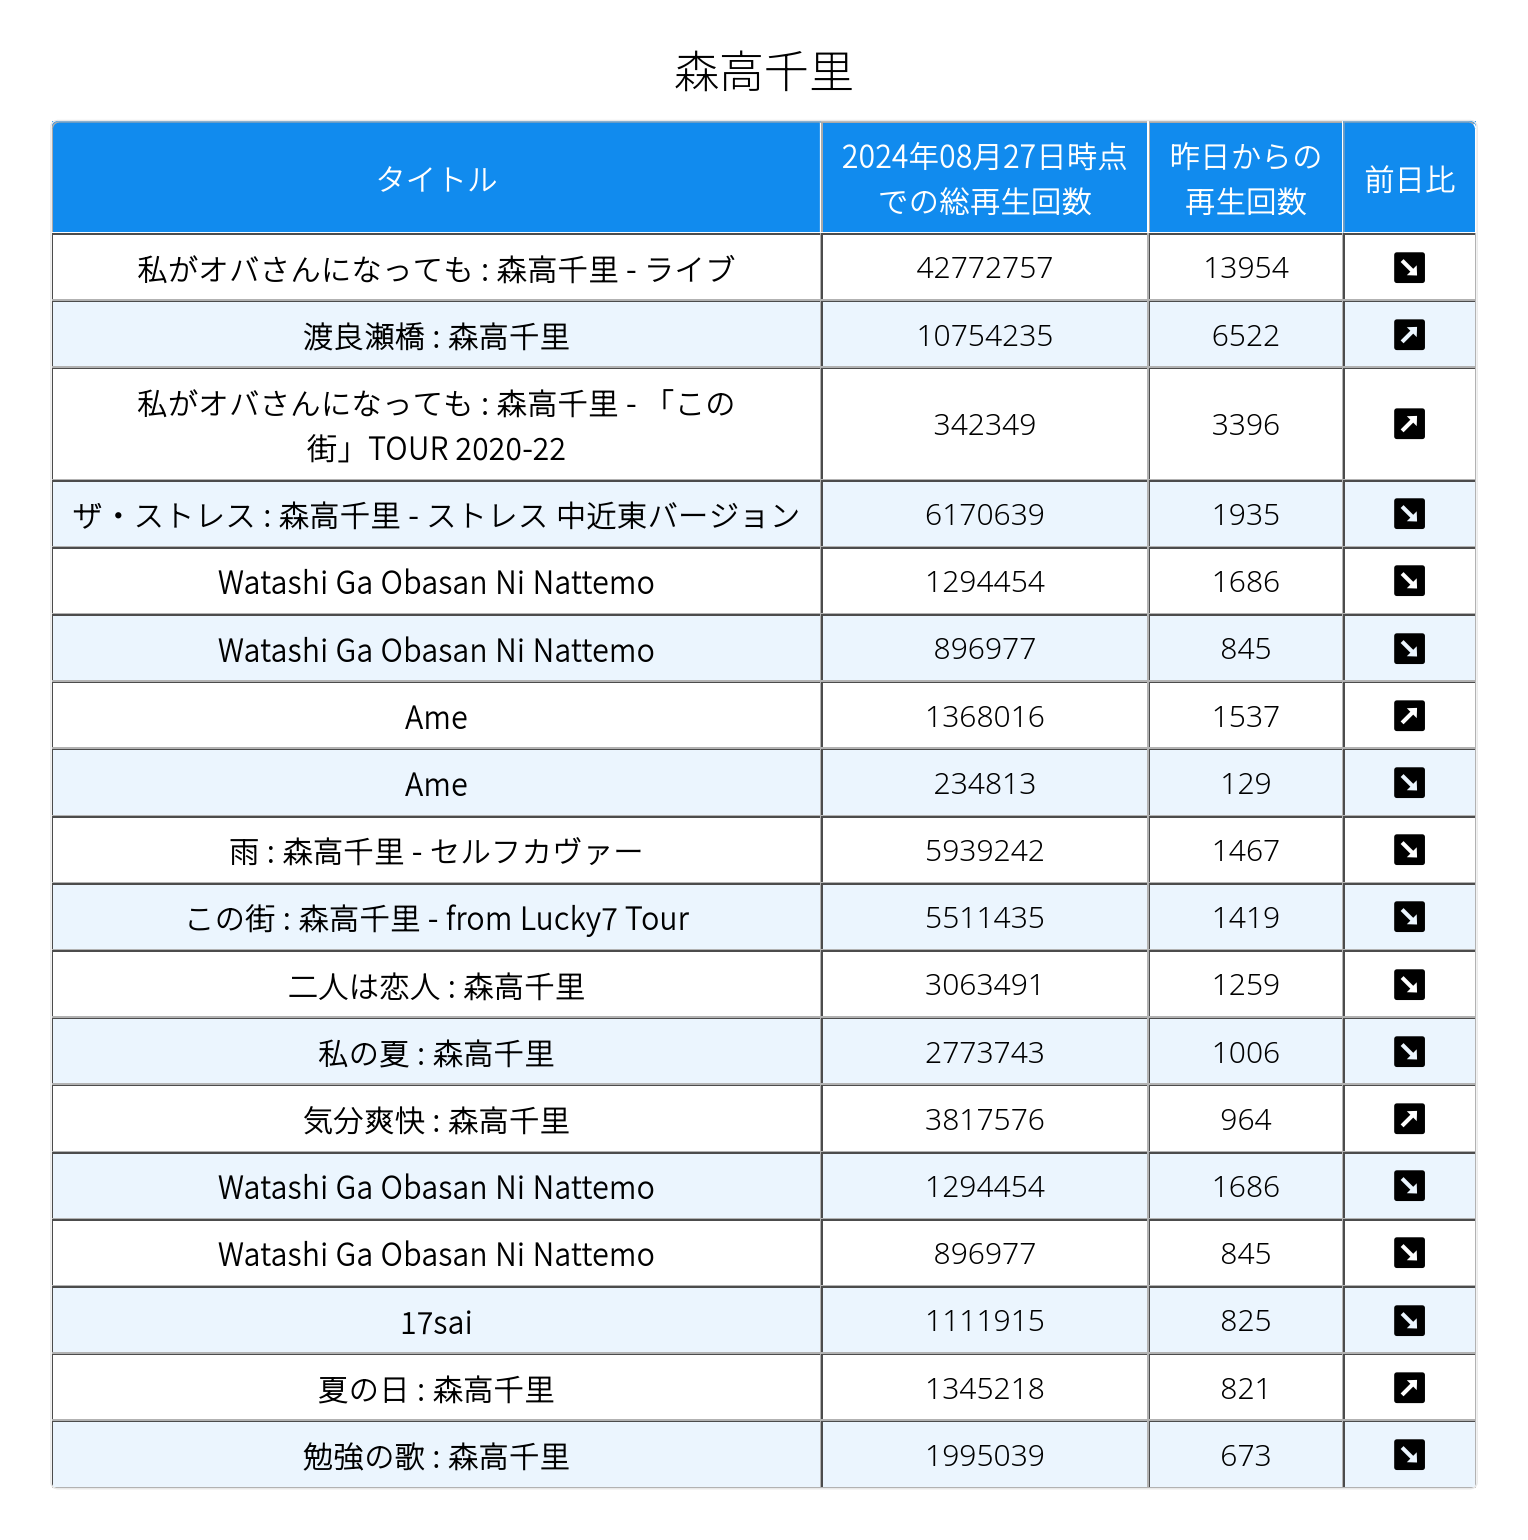 森高千里
タイトル 2024年08月27日時点 昨日からの 前日比
での総再生回数 再生回数
私がオバさんになっても : 森高千里 - ライブ 42772757 13954 ↘
渡良瀬橋 : 森高千里 10754235 6522 ↗
私がオバさんになっても : 森高千里 - 「この
街」TOUR 2020-22 342349 3396 ↗
ザ・ストレス : 森高千里 - ストレス 中近東バージョン 6170639 1935 ↘
Watashi Ga Obasan Ni Nattemo 1294454 1686 ↘
Watashi Ga Obasan Ni Nattemo 896977 845 ↘
Ame 1368016 1537 ↗
Ame 234813 129 ↘
雨 : 森高千里 - セルフカヴァー 5939242 1467 ↘
この街 : 森高千里 - from Lucky7 Tour 5511435 1419 ↘
二人は恋人 : 森高千里 3063491 1259 ↘
私の夏 : 森高千里 2773743 1006 ↘
気分爽快 : 森高千里 3817576 964 ↗
Watashi Ga Obasan Ni Nattemo 1294454 1686 ↘
Watashi Ga Obasan Ni Nattemo 896977 845 ↘
17sai 1111915 825 ↘
夏の日 : 森高千里 1345218 821 ↗
勉強の歌 : 森高千里 1995039 673 ↘